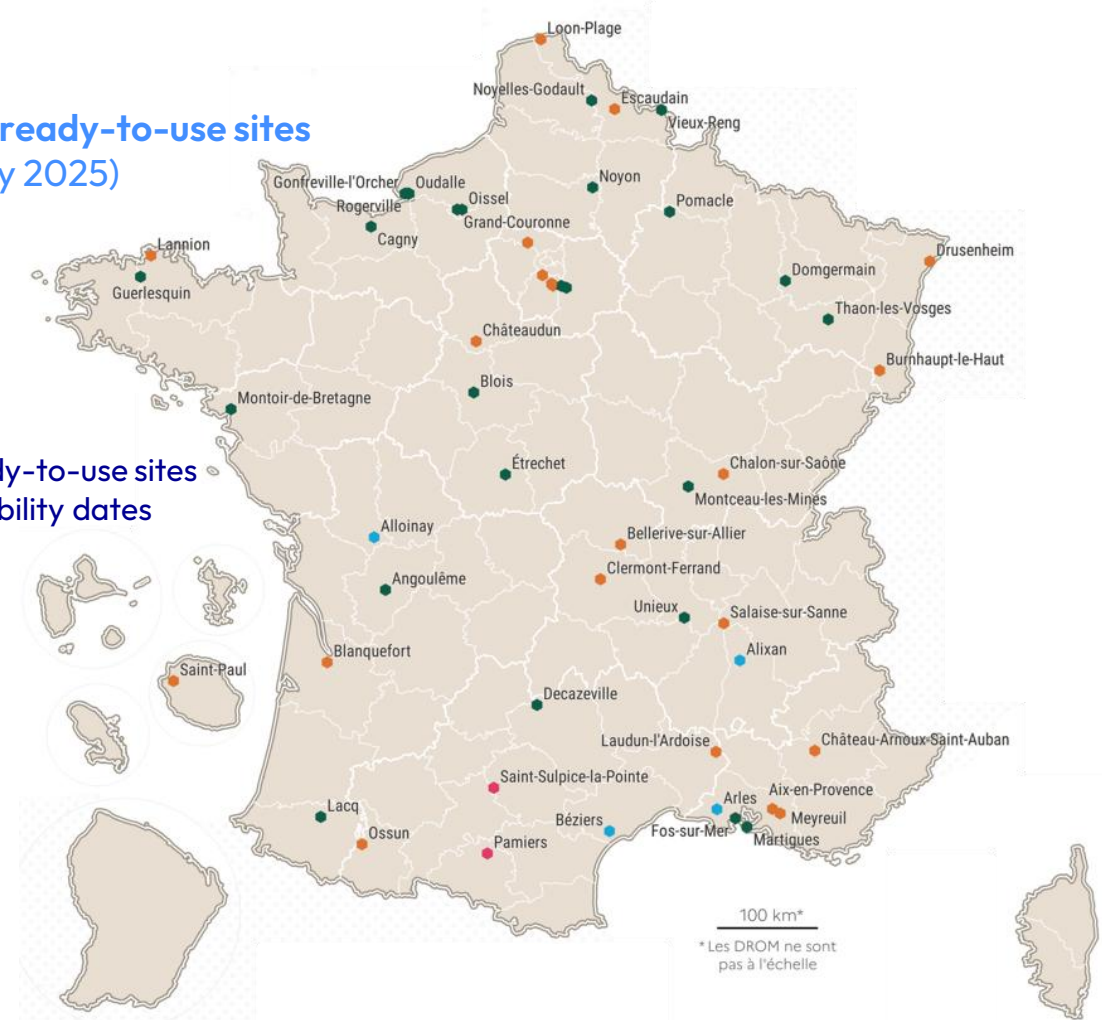 Loon-Plage
Noyelles-Godault
Escaudain
Vieux-Reng
ready-to-use sites
y 2025)
Gonfreville-l'Orcher
Oudalle
Noyon
Rogerville
Oissel
Pomacle
Grand-Couronne
Cagny
Lannion
Drusenheim
Guerlesquin
Domgermain
Thaon-les-Vosges
Châteaudun
Burnhaupt-le-Haut
Blois
Montoir-de-Bretagne
dy-to-use sites
bility dates
Étrechet
Chalon-sur-Saône
Montceau-les-Mines
Alloinay
Bellerive-sur-Allier
Angoulême
Clermont-Ferrand
Unieux
Salaise-sur-Sanne
Blanquefort
Alixan
Saint-Paul
Decazeville
Laudun-l'Ardoise
Château-Arnoux-Saint-Auban
Saint-Sulpice-la-Pointe
Lacq
Béziers
Arles
Aix-en-Provence
Ossun
Fos-sur-Mer
Meyreuil
Pamiers
Martigues
100 km*
* Les DROM ne sont
pas à l'échelle